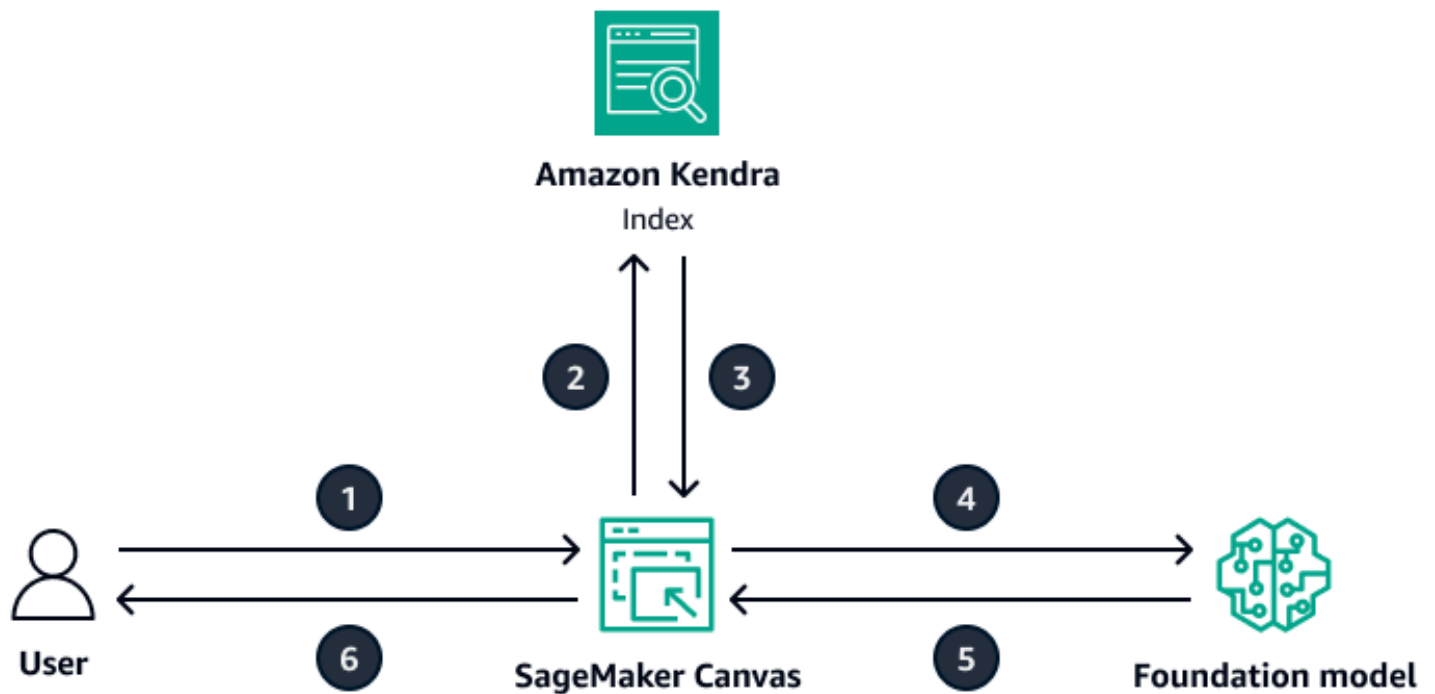 Amazon Kendra
Index
2
3
1
4
6
5
User
SageMaker Canvas
Foundation model